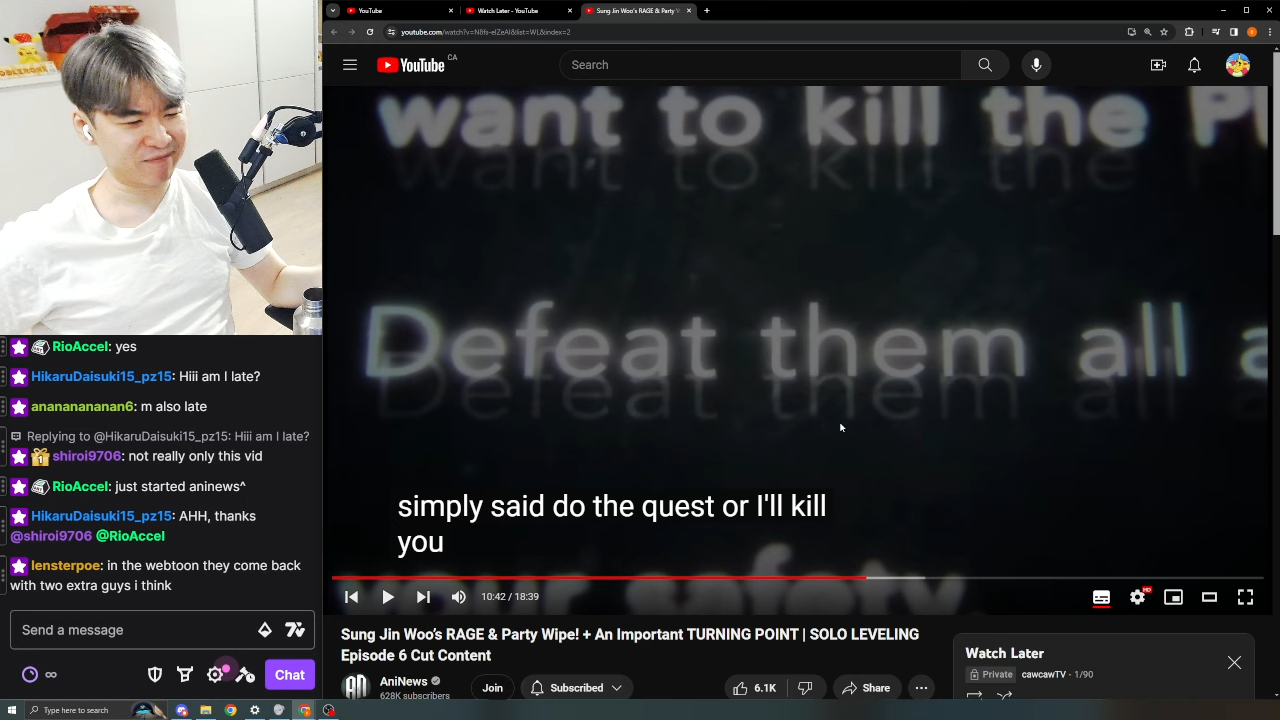 YouTube
Watch Later - YouTube
Sung Jin Woo's RAGE & Party
youtube.com/watch?v=N8fs-elZeAI&list=WL&index=2
YouTube CA
Search
want to kill the Pl
Defeat them all a
your safety.
simply said do the quest or I'll kill
you
10:42 / 18:39
HD
Sung Jin Woo's RAGE & Party Wipe! + An Important TURNING POINT | SOLO LEVELING
Episode 6 Cut Content
AniNews
628K subscribers
Join
Subscribed
6.1K
Share
Watch Later
Private
cawcawTV - 1/90
RioAccel: yes
HikaruDaisuki15_pz15: Hiii am I late?
anananananan6: m also late
Replying to @HikaruDaisuki15_pz15: Hiii am I late?
shiroi9706: not really only this vid
RioAccel: just started aninews^
HikaruDaisuki15_pz15: AHH, thanks
@shiroi9706 @RioAccel
lensterpoe: in the webtoon they come back
with two extra guys i think
Send a message
Chat
Type here to search